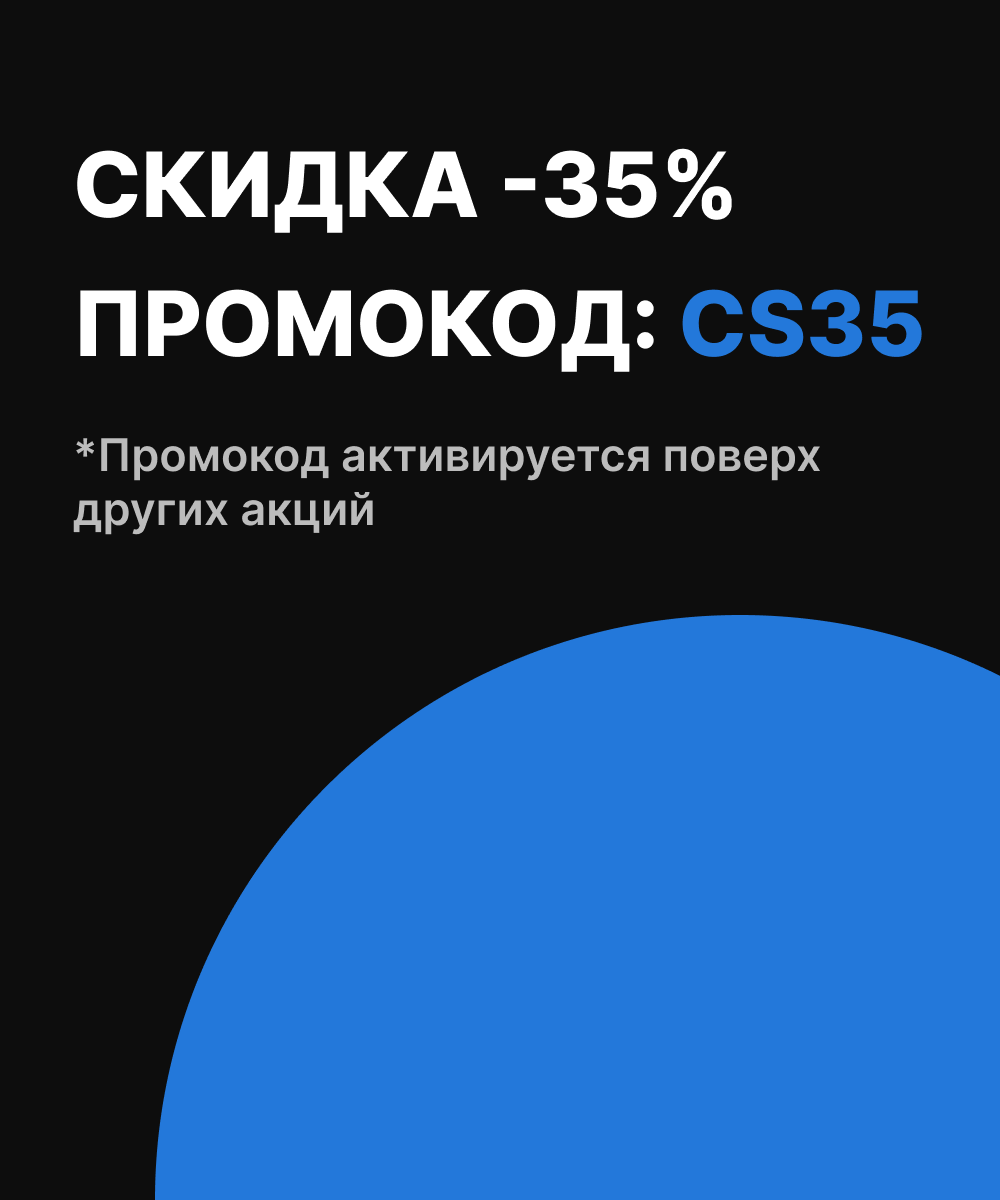 СКИДКА -35%
ПРОМОКОД: CS35
*Промокод активируется поверх
других акций